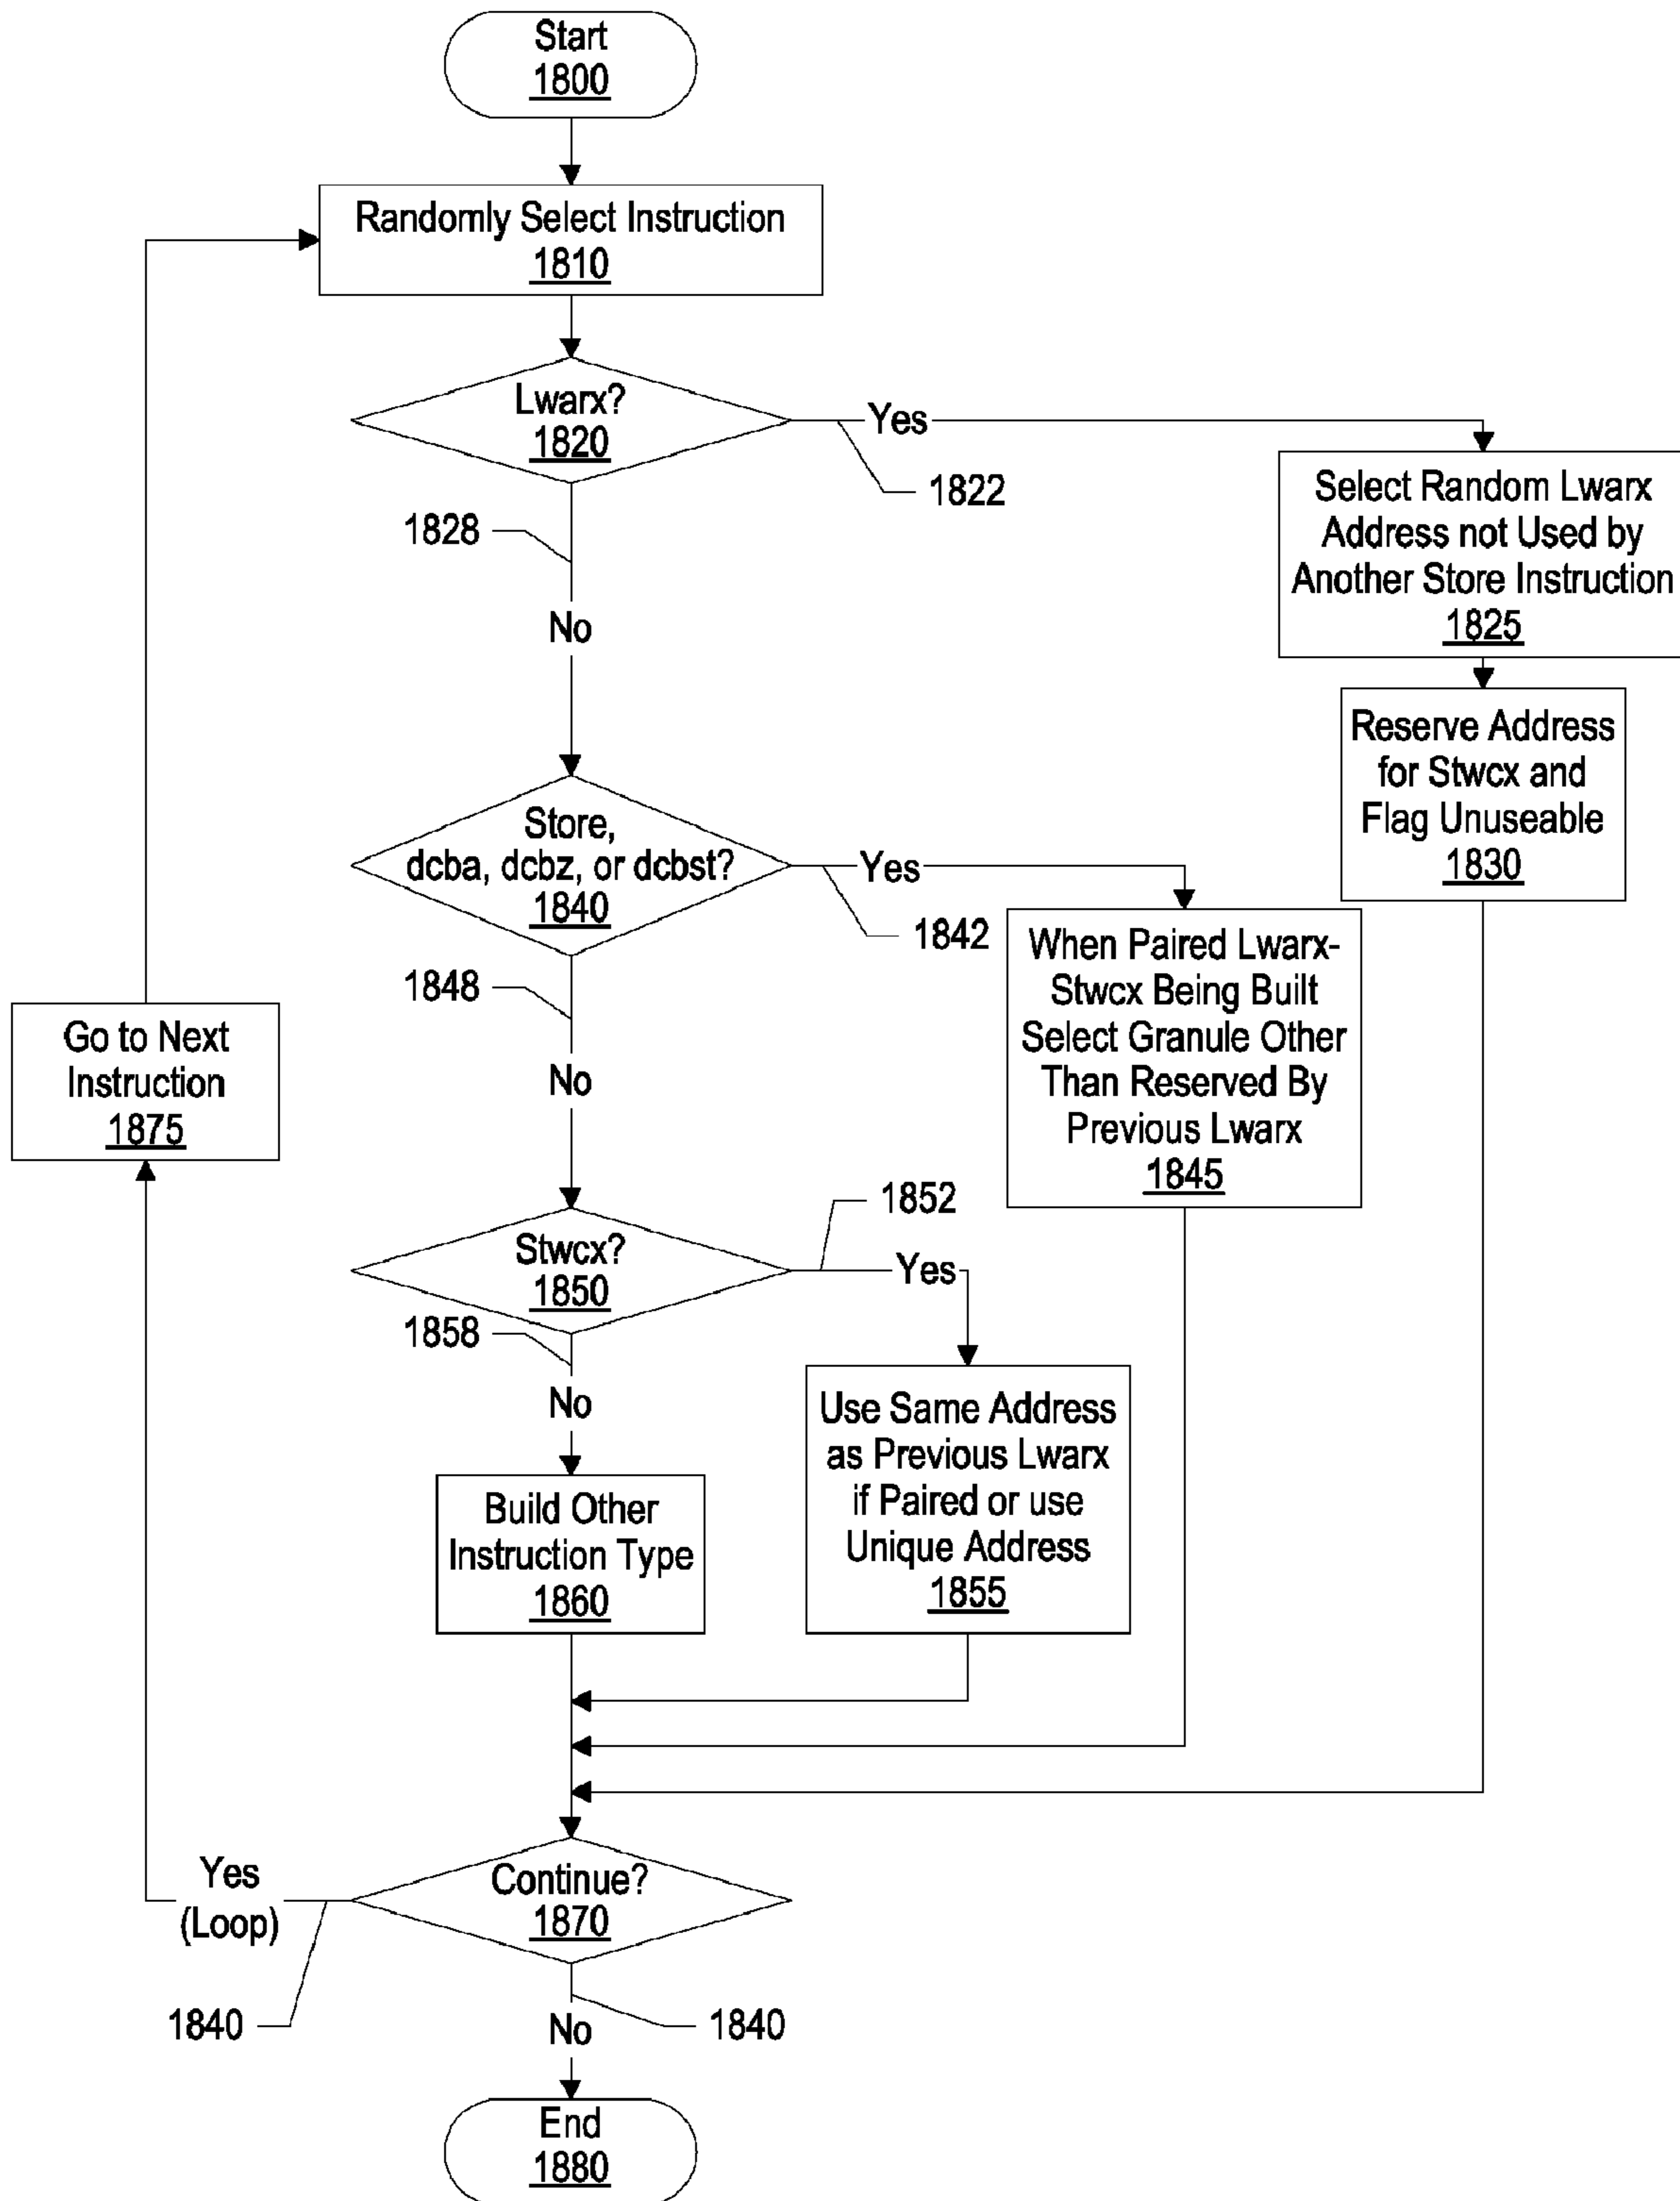 Start
1800
Randomly Select Instruction
1810
Lwarx?
1820
Yes
1822
1828
No
Select Random Lwarx
Address not Used by
Another Store Instruction
1825
Reserve Address
for Stwcx and
Flag Unuseable
1830
Store,
dcba, dcbz, or dcbst?
1840
Yes
1842
1848
No
When Paired Lwarx-
Stwcx Being Built
Select Granule Other
Than Reserved By
Previous Lwarx
1845
Go to Next
Instruction
1875
Stwcx?
1850
1852
Yes
1858
No
Use Same Address
as Previous Lwarx
if Paired or use
Unique Address
1855
Build Other
Instruction Type
1860
Continue?
1870
Yes
(Loop)
1840
No
1840
End
1880